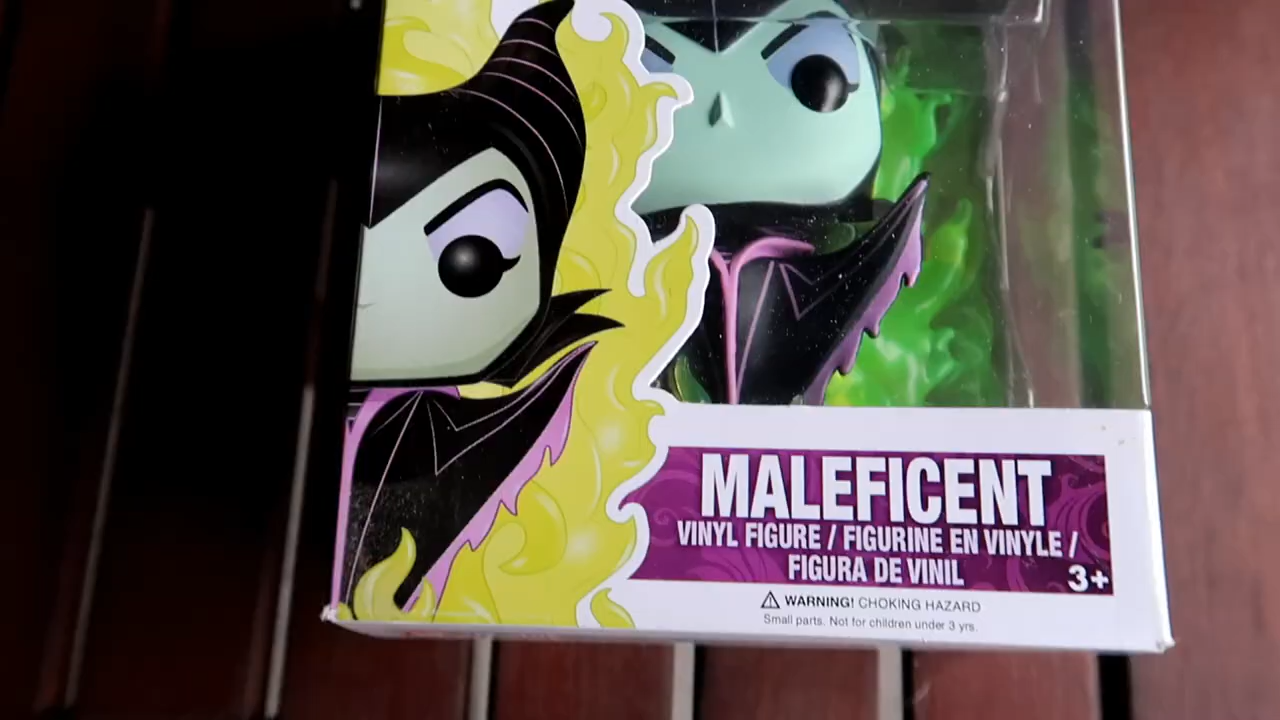 MALEFICENT
VINYL FIGURE / FIGURINE EN VINYLE /
FIGURA DE VINIL
3+
⚠ WARNING! CHOKING HAZARD
Small parts. Not for children under 3 yrs.